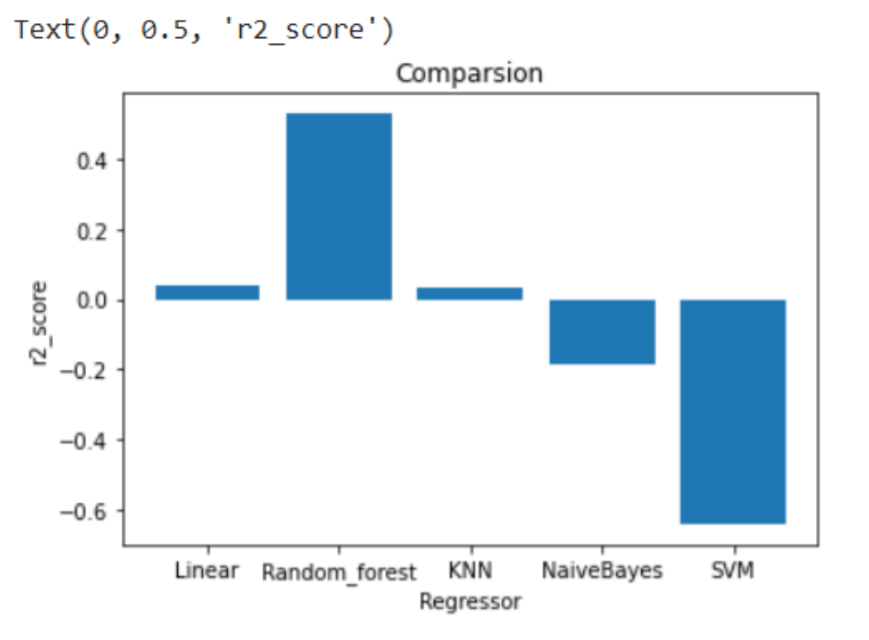 Text(0, 0.5, 'r2_score')
Comparsion
0.4
0.2
0.0
−0.2
−0.4
−0.6
r2_score
Linear Random_forest KNN NaiveBayes SVM
Regressor